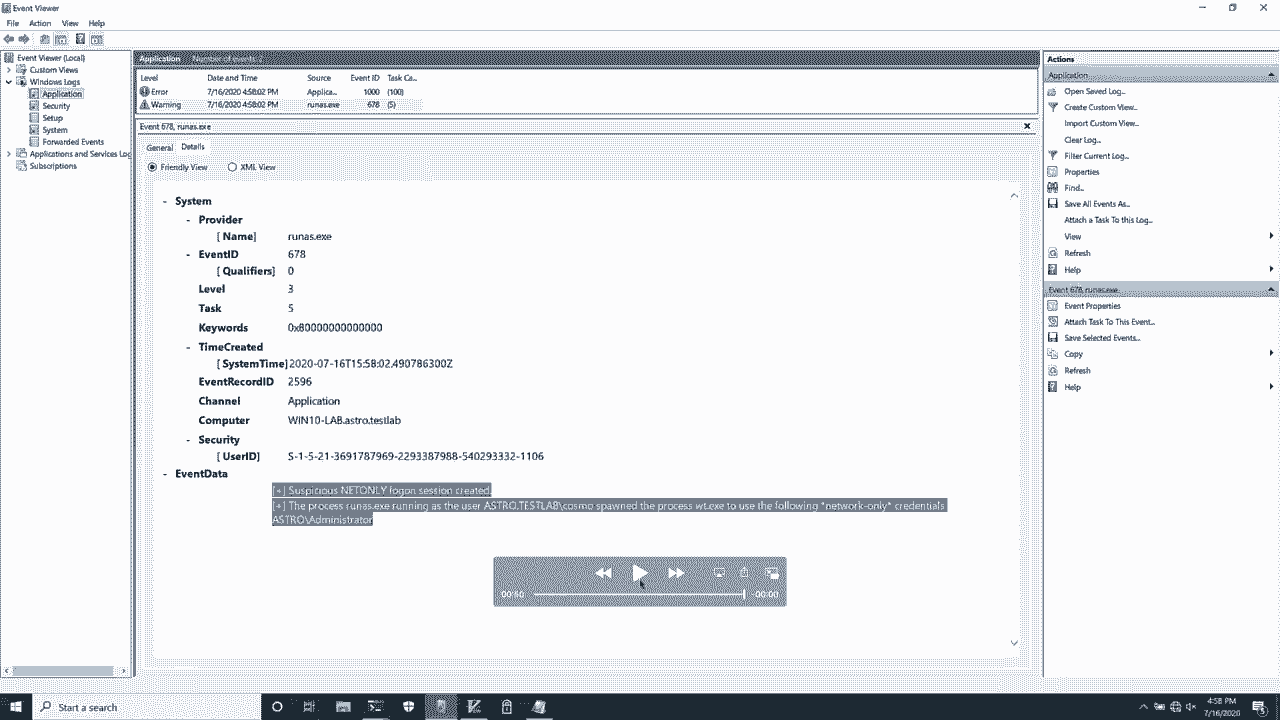 Event Viewer
File Action View Help
Event Viewer (Local)
Custom Views
Windows Logs
Application
Security
Setup
System
Forwarded Events
Applications and Services Log
Subscriptions
Application Number of events: 2
Level Date and Time Source Event ID Task Ca...
Error 7/16/2020 4:58:02 PM Applica... 1000 (100)
Warning 7/16/2020 4:58:02 PM runas.exe 678 (5)
Event 678, runas.exe
General Details
Friendly View XML View
- System
- Provider
[ Name] runas.exe
- EventID 678
[ Qualifiers] 0
Level 3
Task 5
Keywords 0x80000000000000
- TimeCreated
[ SystemTime] 2020-07-16T15:58:02.490786300Z
EventRecordID 2596
Channel Application
Computer WIN10-LAB.astro.testlab
- Security
[ UserID] S-1-5-21-3691787969-2293387988-540293332-1106
- EventData
[+] Suspicious NETONLY logon session created.
[+] The process runas.exe running as the user ASTRO.TESTLAB\cosmo spawned the process wt.exe to use the following *network-only* credentials
ASTRO\Administrator
00:50 00:00
Actions
Application
Open Saved Log...
Create Custom View...
Import Custom View...
Clear Log...
Filter Current Log...
Properties
Find...
Save All Events As...
Attach a Task To this Log...
View
Refresh
Help
Event 678, runas.exe
Event Properties
Attach Task To This Event...
Save Selected Events...
Copy
Refresh
Help
Start a search
4:58 PM
7/16/2020